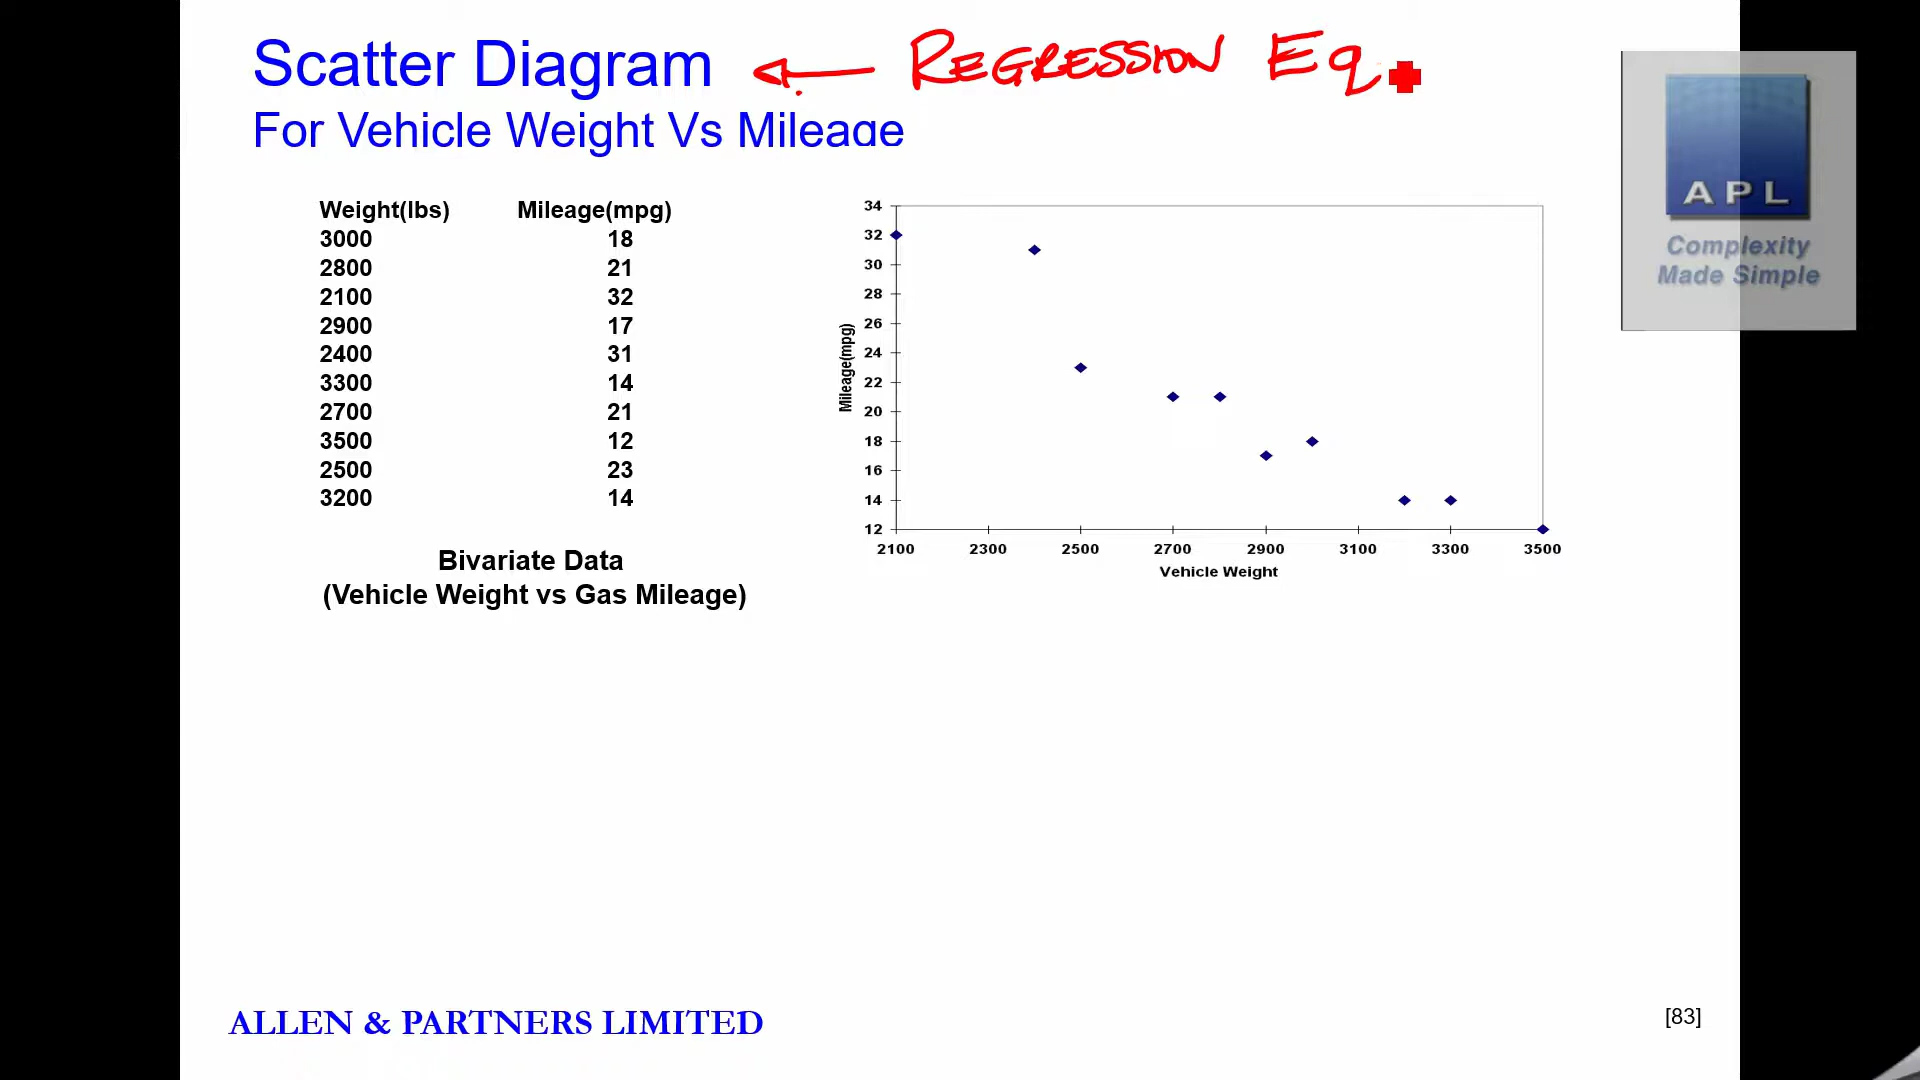 Scatter Diagram ← REGRESSION Eq.
For Vehicle Weight Vs Mileage
APL
Complexity
Made Simple
Weight(lbs) Mileage(mpg)
3000 18
2800 21
2100 32
2900 17
2400 31
3300 14
2700 21
3500 12
2500 23
3200 14
Bivariate Data
(Vehicle Weight vs Gas Mileage)
34
32
30
28
26
24
22
20
18
16
14
12
Mileage(mpg)
2100 2300 2500 2700 2900 3100 3300 3500
Vehicle Weight
ALLEN & PARTNERS LIMITED
[83]